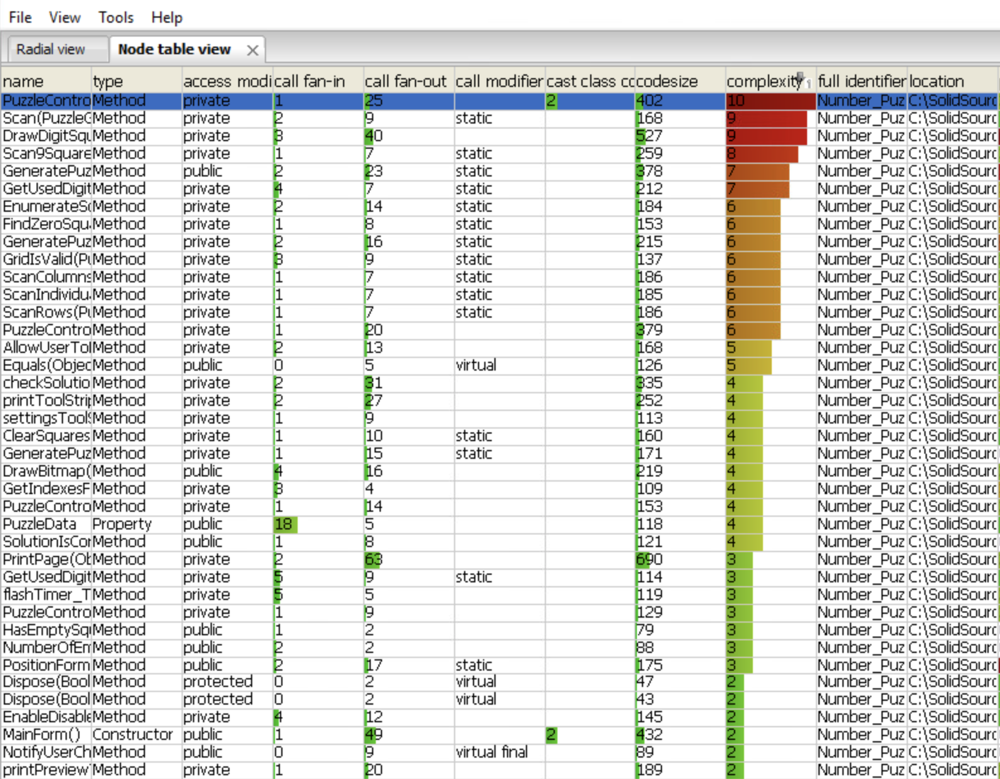 File View Tools Help
Radial view Node table view
name type access modi call fan-in call fan-out call modifier cast class cc codesize complexity 1 full identifier location
PuzzleContro Method private 1 25 2 402 10 Number_Puz C:\SolidSourc
Scan(PuzzleG Method private 2 9 static 168 9 Number_Puz C:\SolidSourc
DrawDigitSqu Method private 3 40 527 9 Number_Puz C:\SolidSourc
Scan9Square Method private 1 7 static 259 8 Number_Puz C:\SolidSourc
GeneratePuz Method public 2 23 static 378 7 Number_Puz C:\SolidSourc
GetUsedDigit Method private 4 7 static 212 7 Number_Puz C:\SolidSourc
EnumerateSc Method private 2 14 static 184 6 Number_Puz C:\SolidSourc
FindZeroSqu Method private 1 8 static 153 6 Number_Puz C:\SolidSourc
GeneratePuz Method private 2 16 static 215 6 Number_Puz C:\SolidSourc
GridIsValid(Pu Method private 3 9 static 137 6 Number_Puz C:\SolidSourc
ScanColumns Method private 1 7 static 186 6 Number_Puz C:\SolidSourc
ScanIndividu Method private 1 7 static 185 6 Number_Puz C:\SolidSourc
ScanRows(Pu Method private 1 7 static 186 6 Number_Puz C:\SolidSourc
PuzzleContro Method private 1 20 379 6 Number_Puz C:\SolidSourc
AllowUserTol Method private 2 13 168 5 Number_Puz C:\SolidSourc
Equals(Objec Method public 0 5 virtual 126 5 Number_Puz C:\SolidSourc
checkSolutio Method private 2 31 335 4 Number_Puz C:\SolidSourc
printToolStrip Method private 2 27 252 4 Number_Puz C:\SolidSourc
settingsToolS Method private 1 9 113 4 Number_Puz C:\SolidSourc
ClearSquares Method private 1 10 static 160 4 Number_Puz C:\SolidSourc
GeneratePuz Method private 1 15 static 171 4 Number_Puz C:\SolidSourc
DrawBitmap( Method public 4 16 219 4 Number_Puz C:\SolidSourc
GetIndexesF Method private 3 4 109 4 Number_Puz C:\SolidSourc
PuzzleContro Method private 1 14 153 4 Number_Puz C:\SolidSourc
PuzzleData Property public 18 5 118 4 Number_Puz C:\SolidSourc
SolutionIsCor Method public 1 8 121 4 Number_Puz C:\SolidSourc
PrintPage(Ob Method private 2 63 690 3 Number_Puz C:\SolidSourc
GetUsedDigit Method private 5 9 static 114 3 Number_Puz C:\SolidSourc
flashTimer_T Method private 5 5 119 3 Number_Puz C:\SolidSourc
PuzzleContro Method private 1 9 129 3 Number_Puz C:\SolidSourc
HasEmptySqu Method public 1 2 79 3 Number_Puz C:\SolidSourc
NumberOfEm Method public 2 2 88 3 Number_Puz C:\SolidSourc
PositionForm Method public 2 17 static 175 3 Number_Puz C:\SolidSourc
Dispose(Bool Method protected 0 2 virtual 47 2 Number_Puz C:\SolidSourc
Dispose(Bool Method protected 0 2 virtual 43 2 Number_Puz C:\SolidSourc
EnableDisable Method private 4 12 145 2 Number_Puz C:\SolidSourc
MainForm() Constructor public 1 49 2 432 2 Number_Puz C:\SolidSourc
NotifyUserCh Method public 0 9 virtual final 89 2 Number_Puz C:\SolidSourc
printPreview Method private 1 20 189 2 Number_Puz C:\SolidSourc